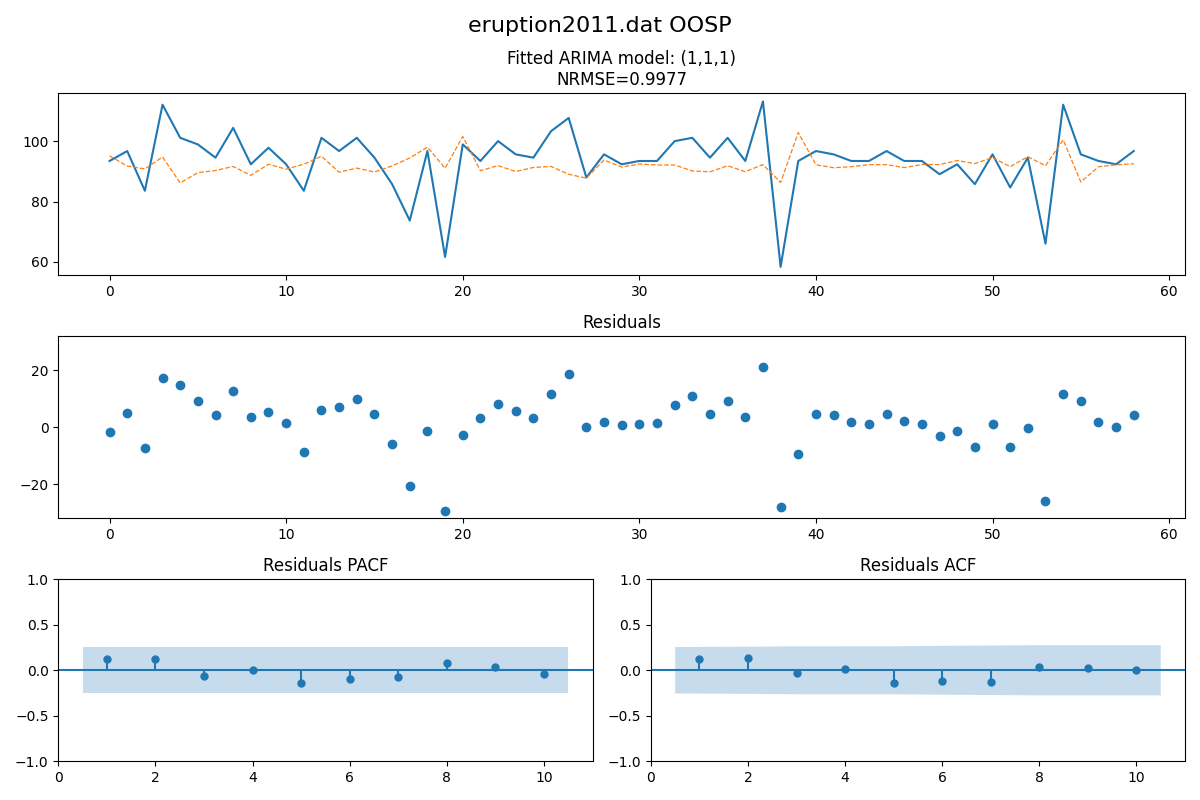 eruption2011.dat OOSP
Fitted ARIMA model: (1,1,1)
NRMSE=0.9977
100
80
60
0 10 20 30 40 50 60
Residuals
20
0
−20
0 10 20 30 40 50 60
Residuals PACF
1.0
0.5
0.0
−0.5
−1.0
0 2 4 6 8 10
Residuals ACF
1.0
0.5
0.0
−0.5
−1.0
0 2 4 6 8 10